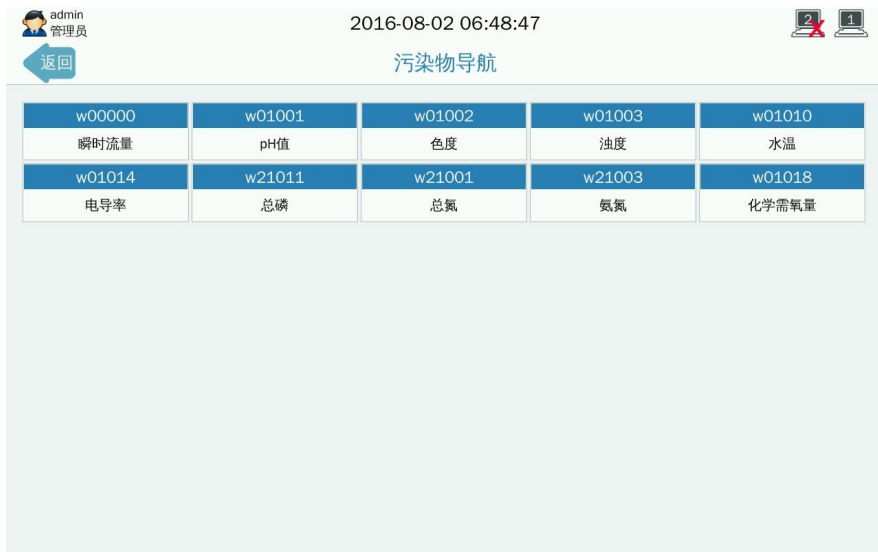 admin
管理员
2016-08-02 06:48:47
2 1
返回
污染物导航
w00000 w01001 w01002 w01003 w01010
瞬时流量 pH值 色度 浊度 水温
w01014 w21011 w21001 w21003 w01018
电导率 总磷 总氮 氨氮 化学需氧量